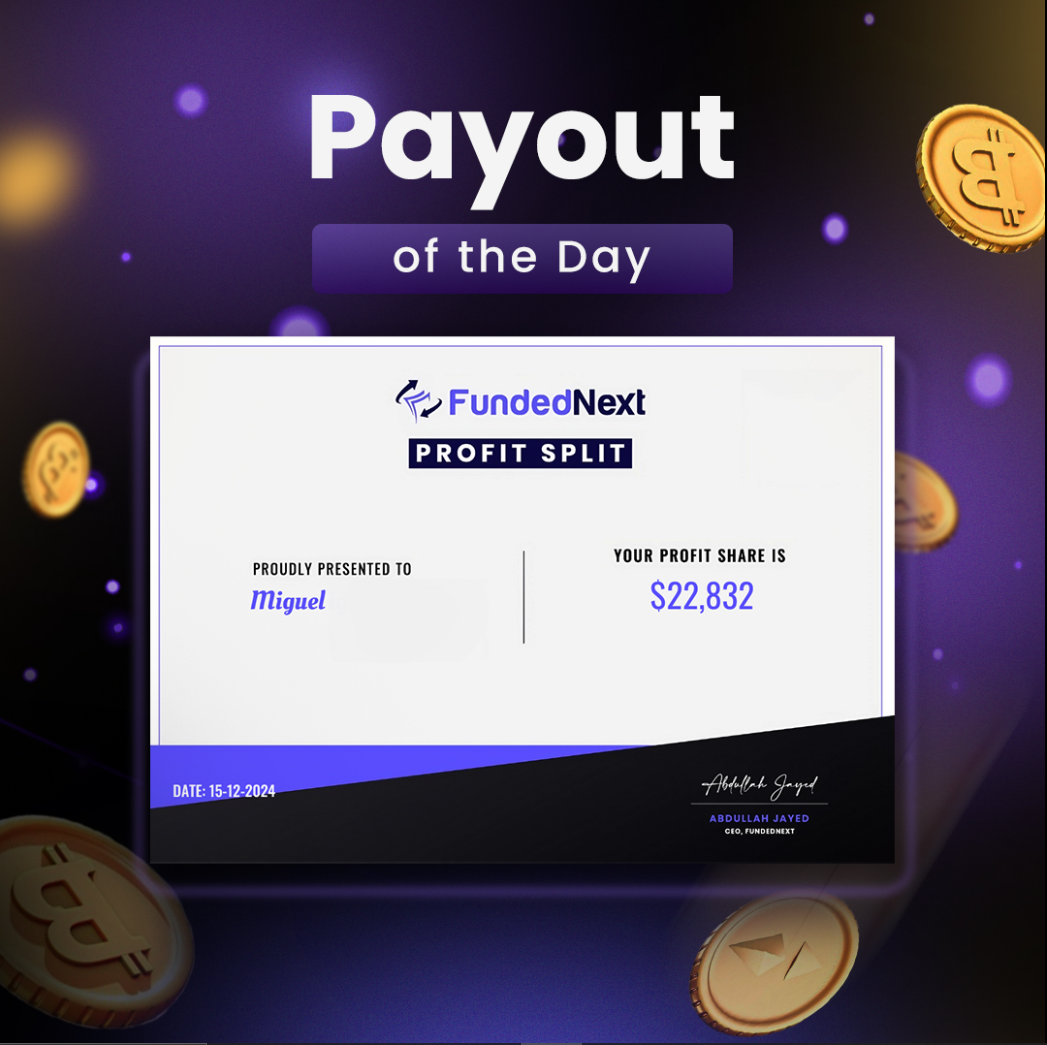 Payout
of the Day
FundedNext
PROFIT SPLIT
PROUDLY PRESENTED TO
Miguel
YOUR PROFIT SHARE IS
$22,832
DATE: 15-12-2024
Abdullah Jayed
ABDULLAH JAYED
CEO, FUNDEDNEXT